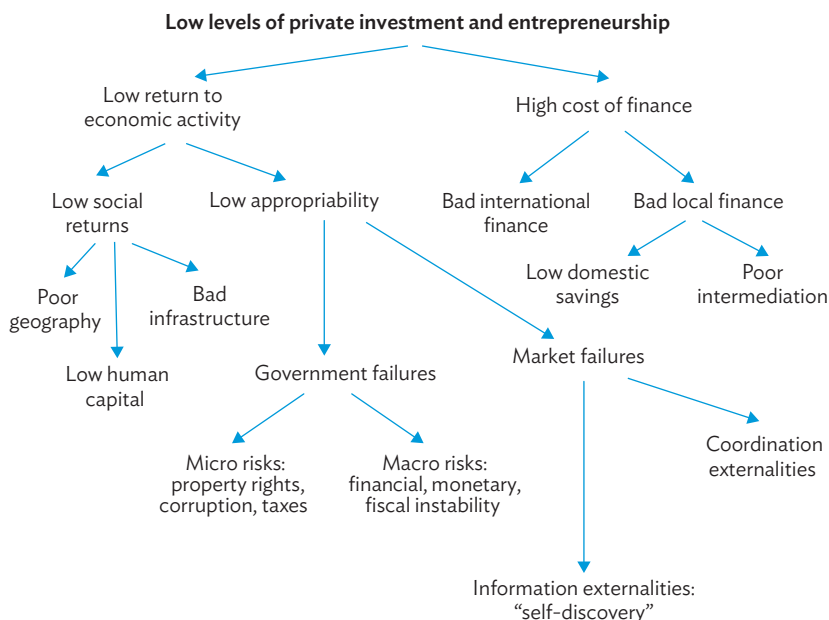 Low levels of private investment and entrepreneurship
Low return to
economic activity
High cost of finance
Low social
returns
Low appropriability
Bad international
finance
Bad local finance
Poor
geography
Bad
infrastructure
Low domestic
savings
Poor
intermediation
Low human
capital
Government failures
Market failures
Micro risks:
property rights,
corruption, taxes
Macro risks:
financial, monetary,
fiscal instability
Coordination
externalities
Information externalities:
“self-discovery”